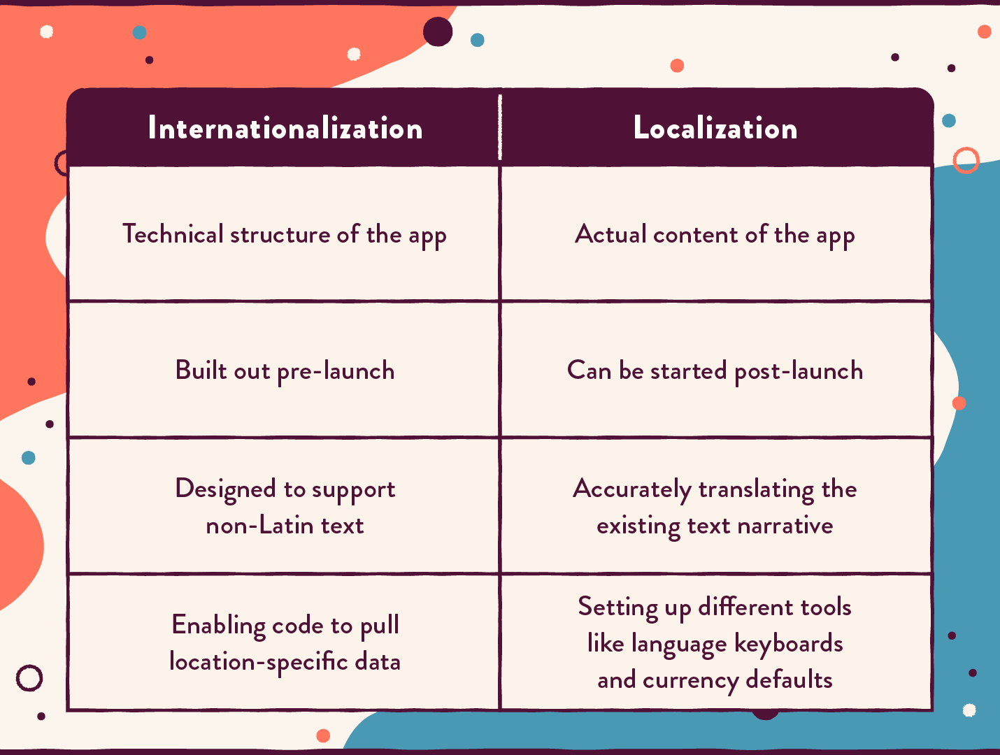 Internationalization
Localization
Technical structure of the app
Actual content of the app
Built out pre-launch
Can be started post-launch
Designed to support
non-Latin text
Accurately translating the
existing text narrative
Enabling code to pull
location-specific data
Setting up different tools
like language keyboards
and currency defaults